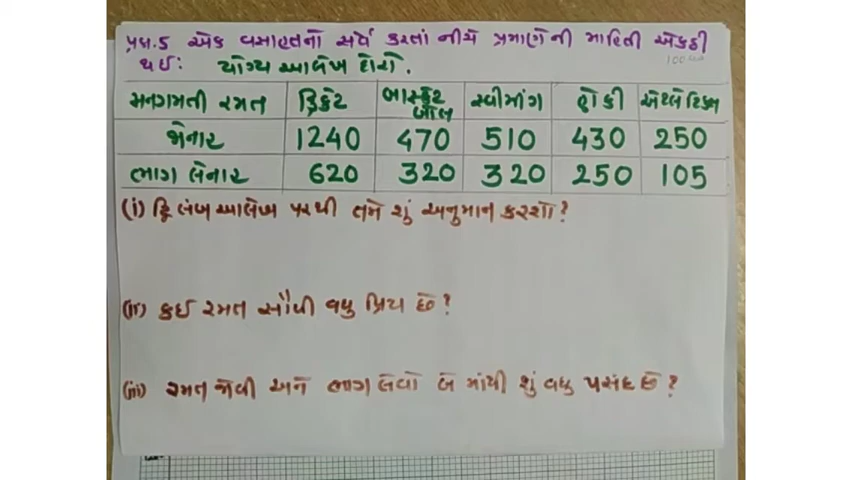 પ્રશ્ન.5 એક વસાહતનો સર્વે કરતાં નીચે પ્રમાણેની માહિતી એકઠી
થઈ: યોગ્ય આલેખ દોરો.
મનગમતી રમત ક્રિકેટ બાસ્કેટ બોલ સ્વીમીંગ હોકી એથ્લેટિક્સ
જોનાર 1240 470 510 430 250
ભાગ લેનાર 620 320 320 250 105
(i) દ્વિ લંબ આલેખ પરથી તમે શું અનુમાન કરશો?
(ii) કઈ રમત સૌથી વધુ પ્રિય છે?
(iii) રમત જોવી અને ભાગ લેવો બે માંથી શું વધુ પસંદ છે?